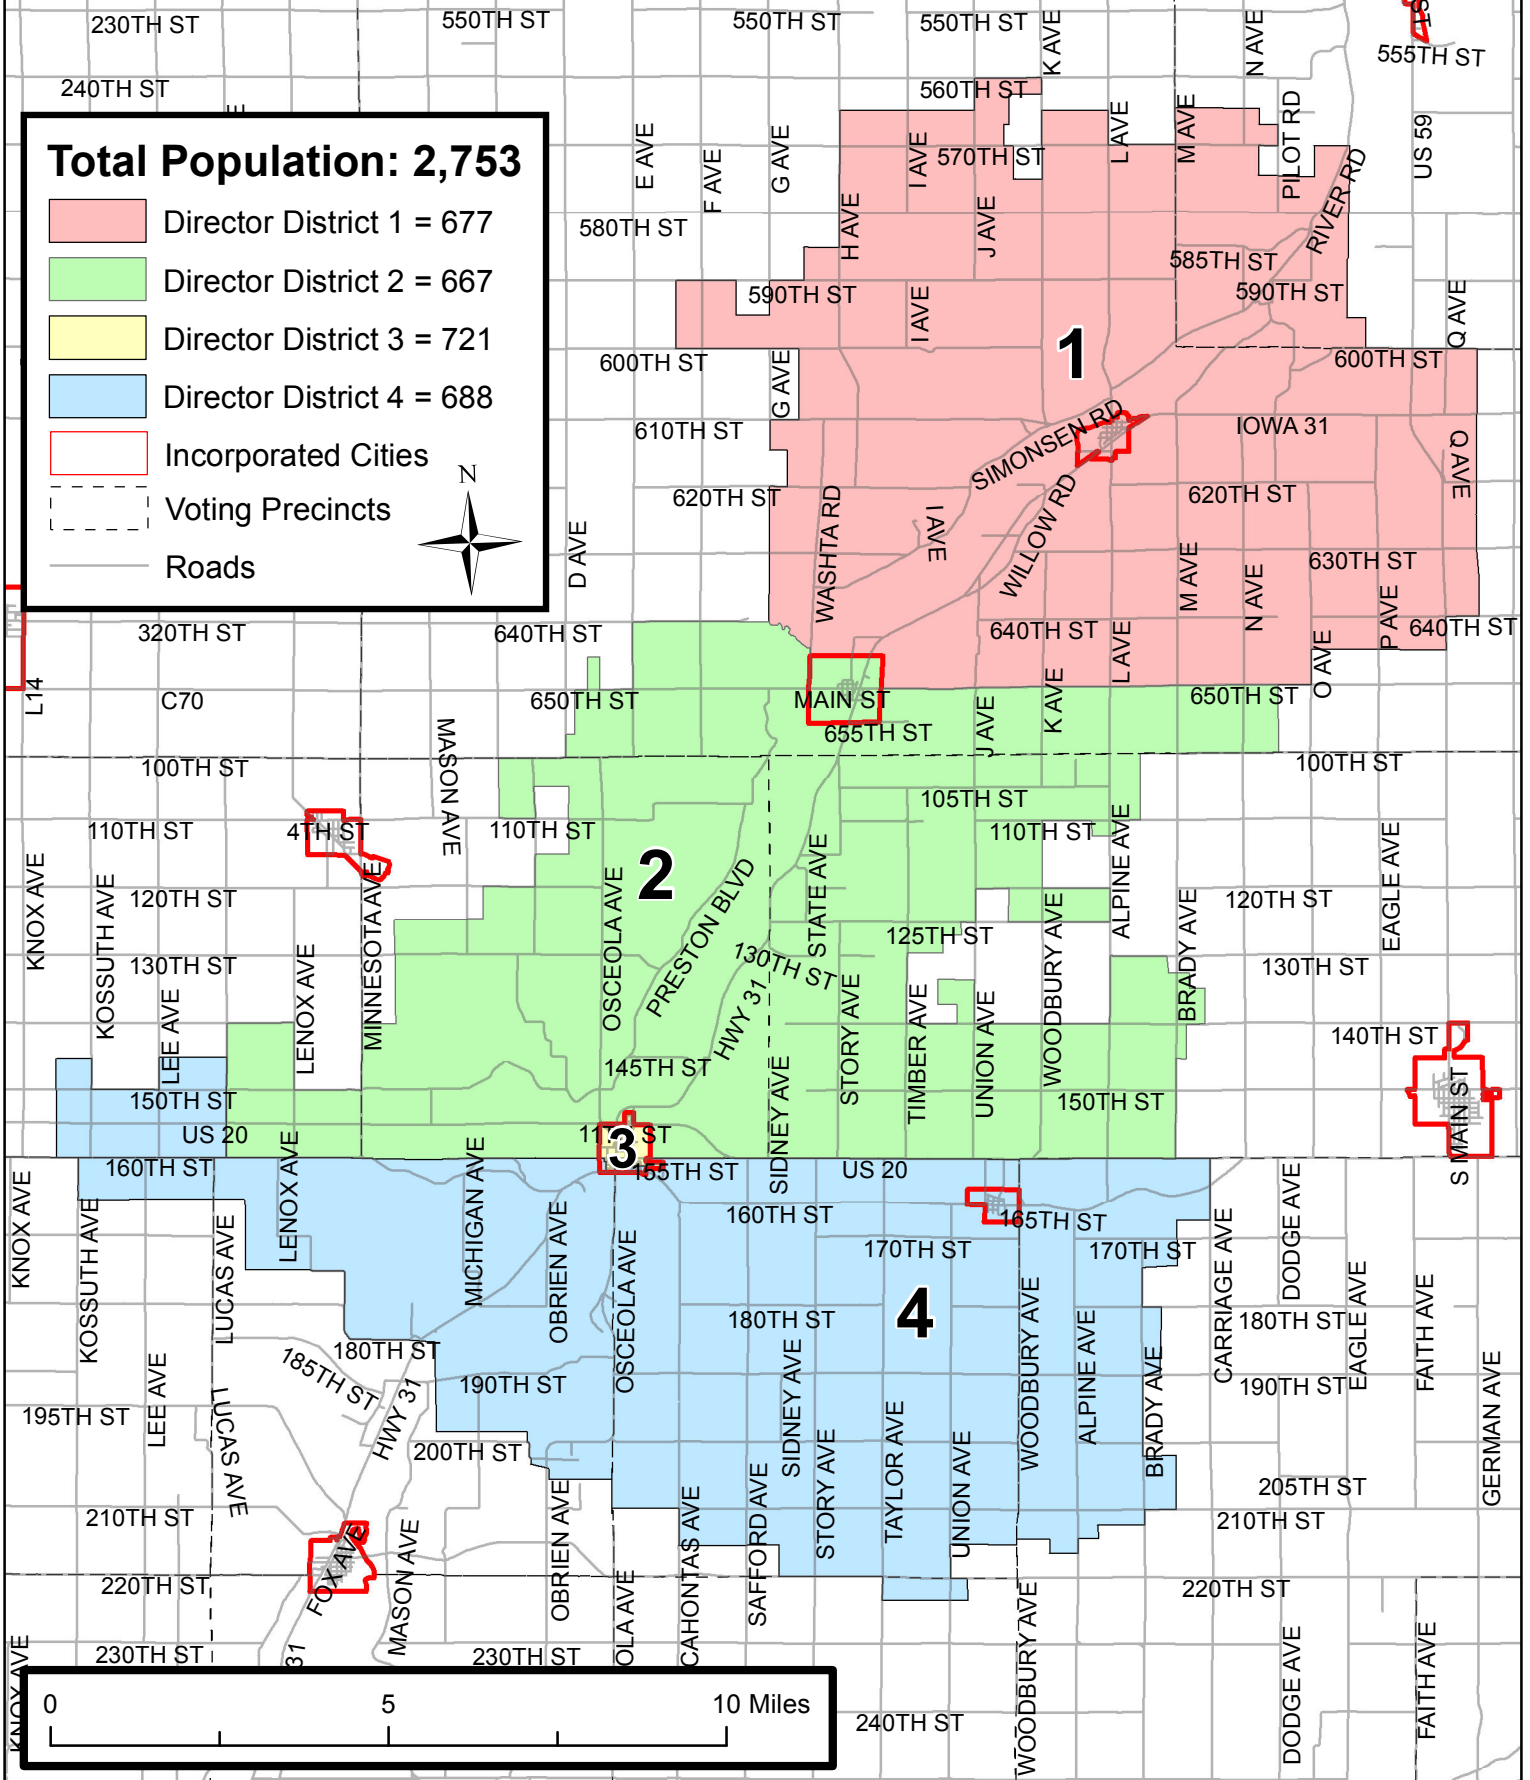 230TH ST
550TH ST
550TH ST
550TH ST
K AVE
N AVE
ST
555TH ST
240TH ST
560TH ST
Total Population: 2,753
Director District 1 = 677
Director District 2 = 667
Director District 3 = 721
Director District 4 = 688
Incorporated Cities
Voting Precincts
Roads
N
E AVE
F AVE
G AVE
H AVE
I AVE
570TH ST
J AVE
L AVE
M AVE
PILOT RD
RIVER RD
US 59
580TH ST
585TH ST
590TH ST
590TH ST
I AVE
Q AVE
1
600TH ST
600TH ST
G AVE
610TH ST
SIMONSEN RD
IOWA 31
Q AVE
620TH ST
620TH ST
WASHTA RD
I AVE
WILLOW RD
D AVE
M AVE
N AVE
630TH ST
P AVE
320TH ST
640TH ST
640TH ST
640TH ST
L AVE
O AVE
L14
C70
650TH ST
MAIN ST
650TH ST
K AVE
J AVE
655TH ST
MASON AVE
100TH ST
100TH ST
105TH ST
110TH ST
4TH ST
110TH ST
110TH ST
ALPINE AVE
EAGLE AVE
KNOX AVE
KOSSUTH AVE
120TH ST
MINNESOTA AVE
2
OSCEOLA AVE
PRESTON BLVD
STATE AVE
120TH ST
WOODBURY AVE
BRADY AVE
125TH ST
130TH ST
130TH ST
130TH ST
LENOX AVE
LEE AVE
HWY 31
STORY AVE
TIMBER AVE
UNION AVE
140TH ST
145TH ST
SIDNEY AVE
150TH ST
150TH ST
S MAIN ST
US 20
3
160TH ST
155TH ST
US 20
LENOX AVE
MICHIGAN AVE
KNOX AVE
KOSSUTH AVE
LUCAS AVE
OBRIEN AVE
OSCEOLA AVE
160TH ST
165TH ST
170TH ST
170TH ST
CARRIAGE AVE
DODGE AVE
4
180TH ST
180TH ST
EAGLE AVE
FAITH AVE
180TH ST
185TH ST
190TH ST
190TH ST
SIDNEY AVE
WOODBURY AVE
ALPINE AVE
BRADY AVE
GERMAN AVE
195TH ST
LEE AVE
LUCAS AVE
HWY 31
200TH ST
STORY AVE
TAYLOR AVE
UNION AVE
205TH ST
210TH ST
210TH ST
OBRIEN AVE
CAHONTAS AVE
SAFFORD AVE
FOX AVE
MASON AVE
220TH ST
220TH ST
OLA AVE
WOODBURY AVE
DODGE AVE
FAITH AVE
KNOX AVE
230TH ST
31
230TH ST
240TH ST
0 5 10 Miles